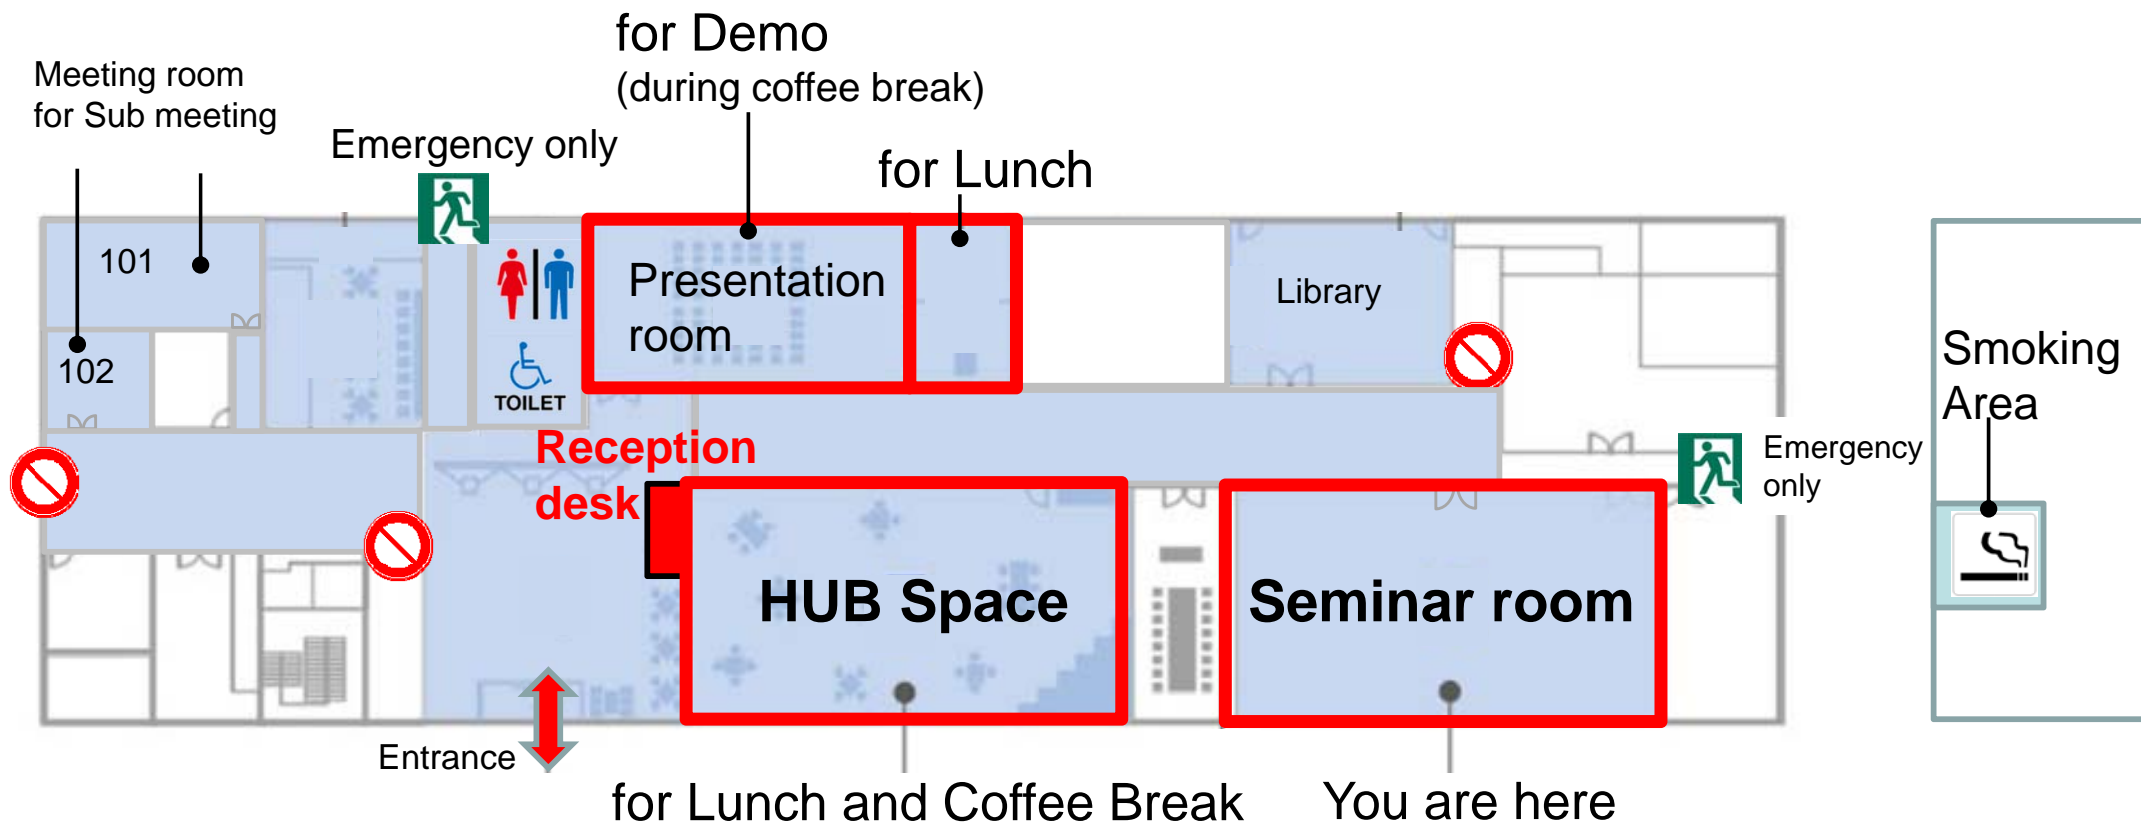 for Demo
(during coffee break)
Meeting room
for Sub meeting
Emergency only
for Lunch
101
102
TOILET
Presentation
room
Library
Smoking
Area
Reception
desk
Emergency
only
HUB Space
Seminar room
Entrance
for Lunch and Coffee Break
You are here